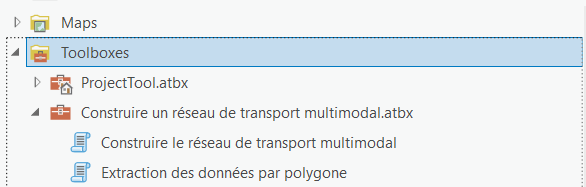 Maps
Toolboxes
ProjectTool.atbx
Construire un réseau de transport multimodal.atbx
Construire le réseau de transport multimodal
Extraction des données par polygone